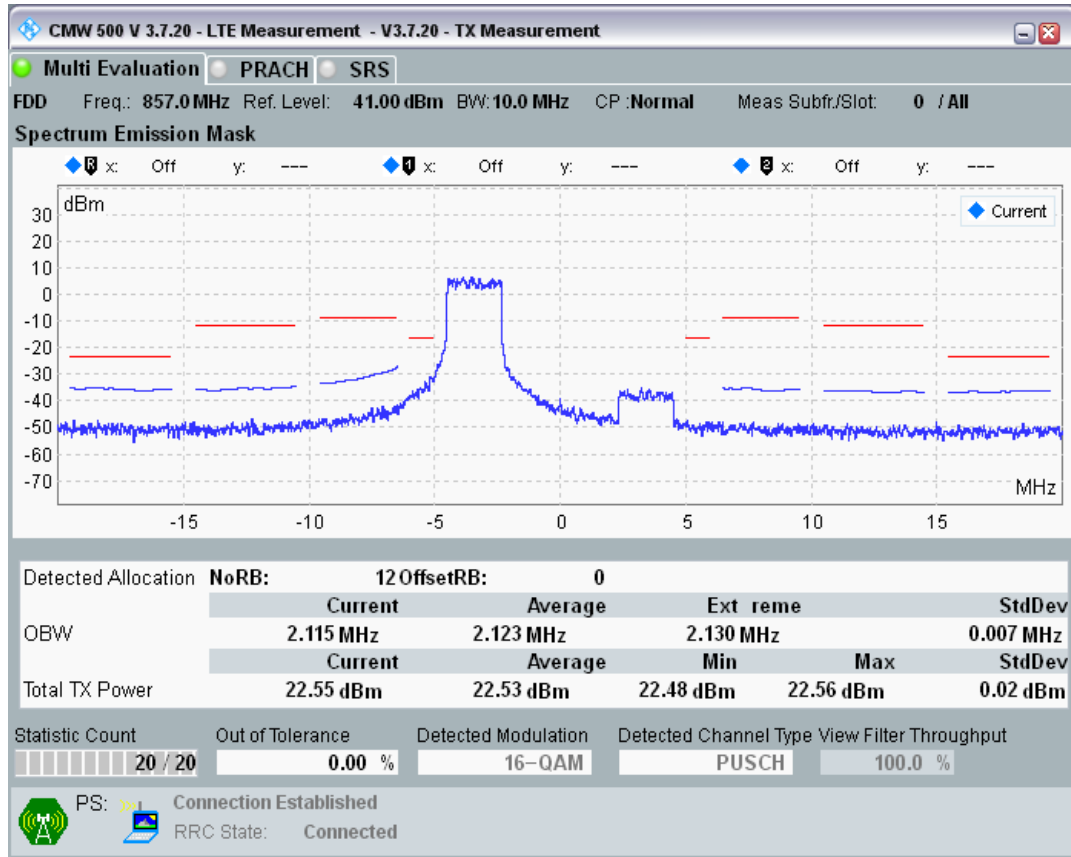 CMW 500 V 3.7.20 - LTE Measurement - V3.7.20 - TX Measurement
Multi Evaluation PRACH SRS
FDD Freq.: 857.0 MHz Ref. Level: 41.00 dBm BW: 10.0 MHz CP :Normal Meas Subfr./Slot: 0 / All
Spectrum Emission Mask
R x: Off y: --- 1 x: Off y: --- 2 x: Off y: ---
dBm
Current
30
20
10
0
-10
-20
-30
-40
-50
-60
-70
MHz
-15 -10 -5 0 5 10 15
Detected Allocation NoRB: 12 OffsetRB: 0
Current Average Ext reme StdDev
OBW 2.115 MHz 2.123 MHz 2.130 MHz 0.007 MHz
Current Average Min Max StdDev
Total TX Power 22.55 dBm 22.53 dBm 22.48 dBm 22.56 dBm 0.02 dBm
Statistic Count Out of Tolerance Detected Modulation Detected Channel Type View Filter Throughput
20 / 20 0.00 % 16-QAM PUSCH 100.0 %
PS: Connection Established
RRC State: Connected